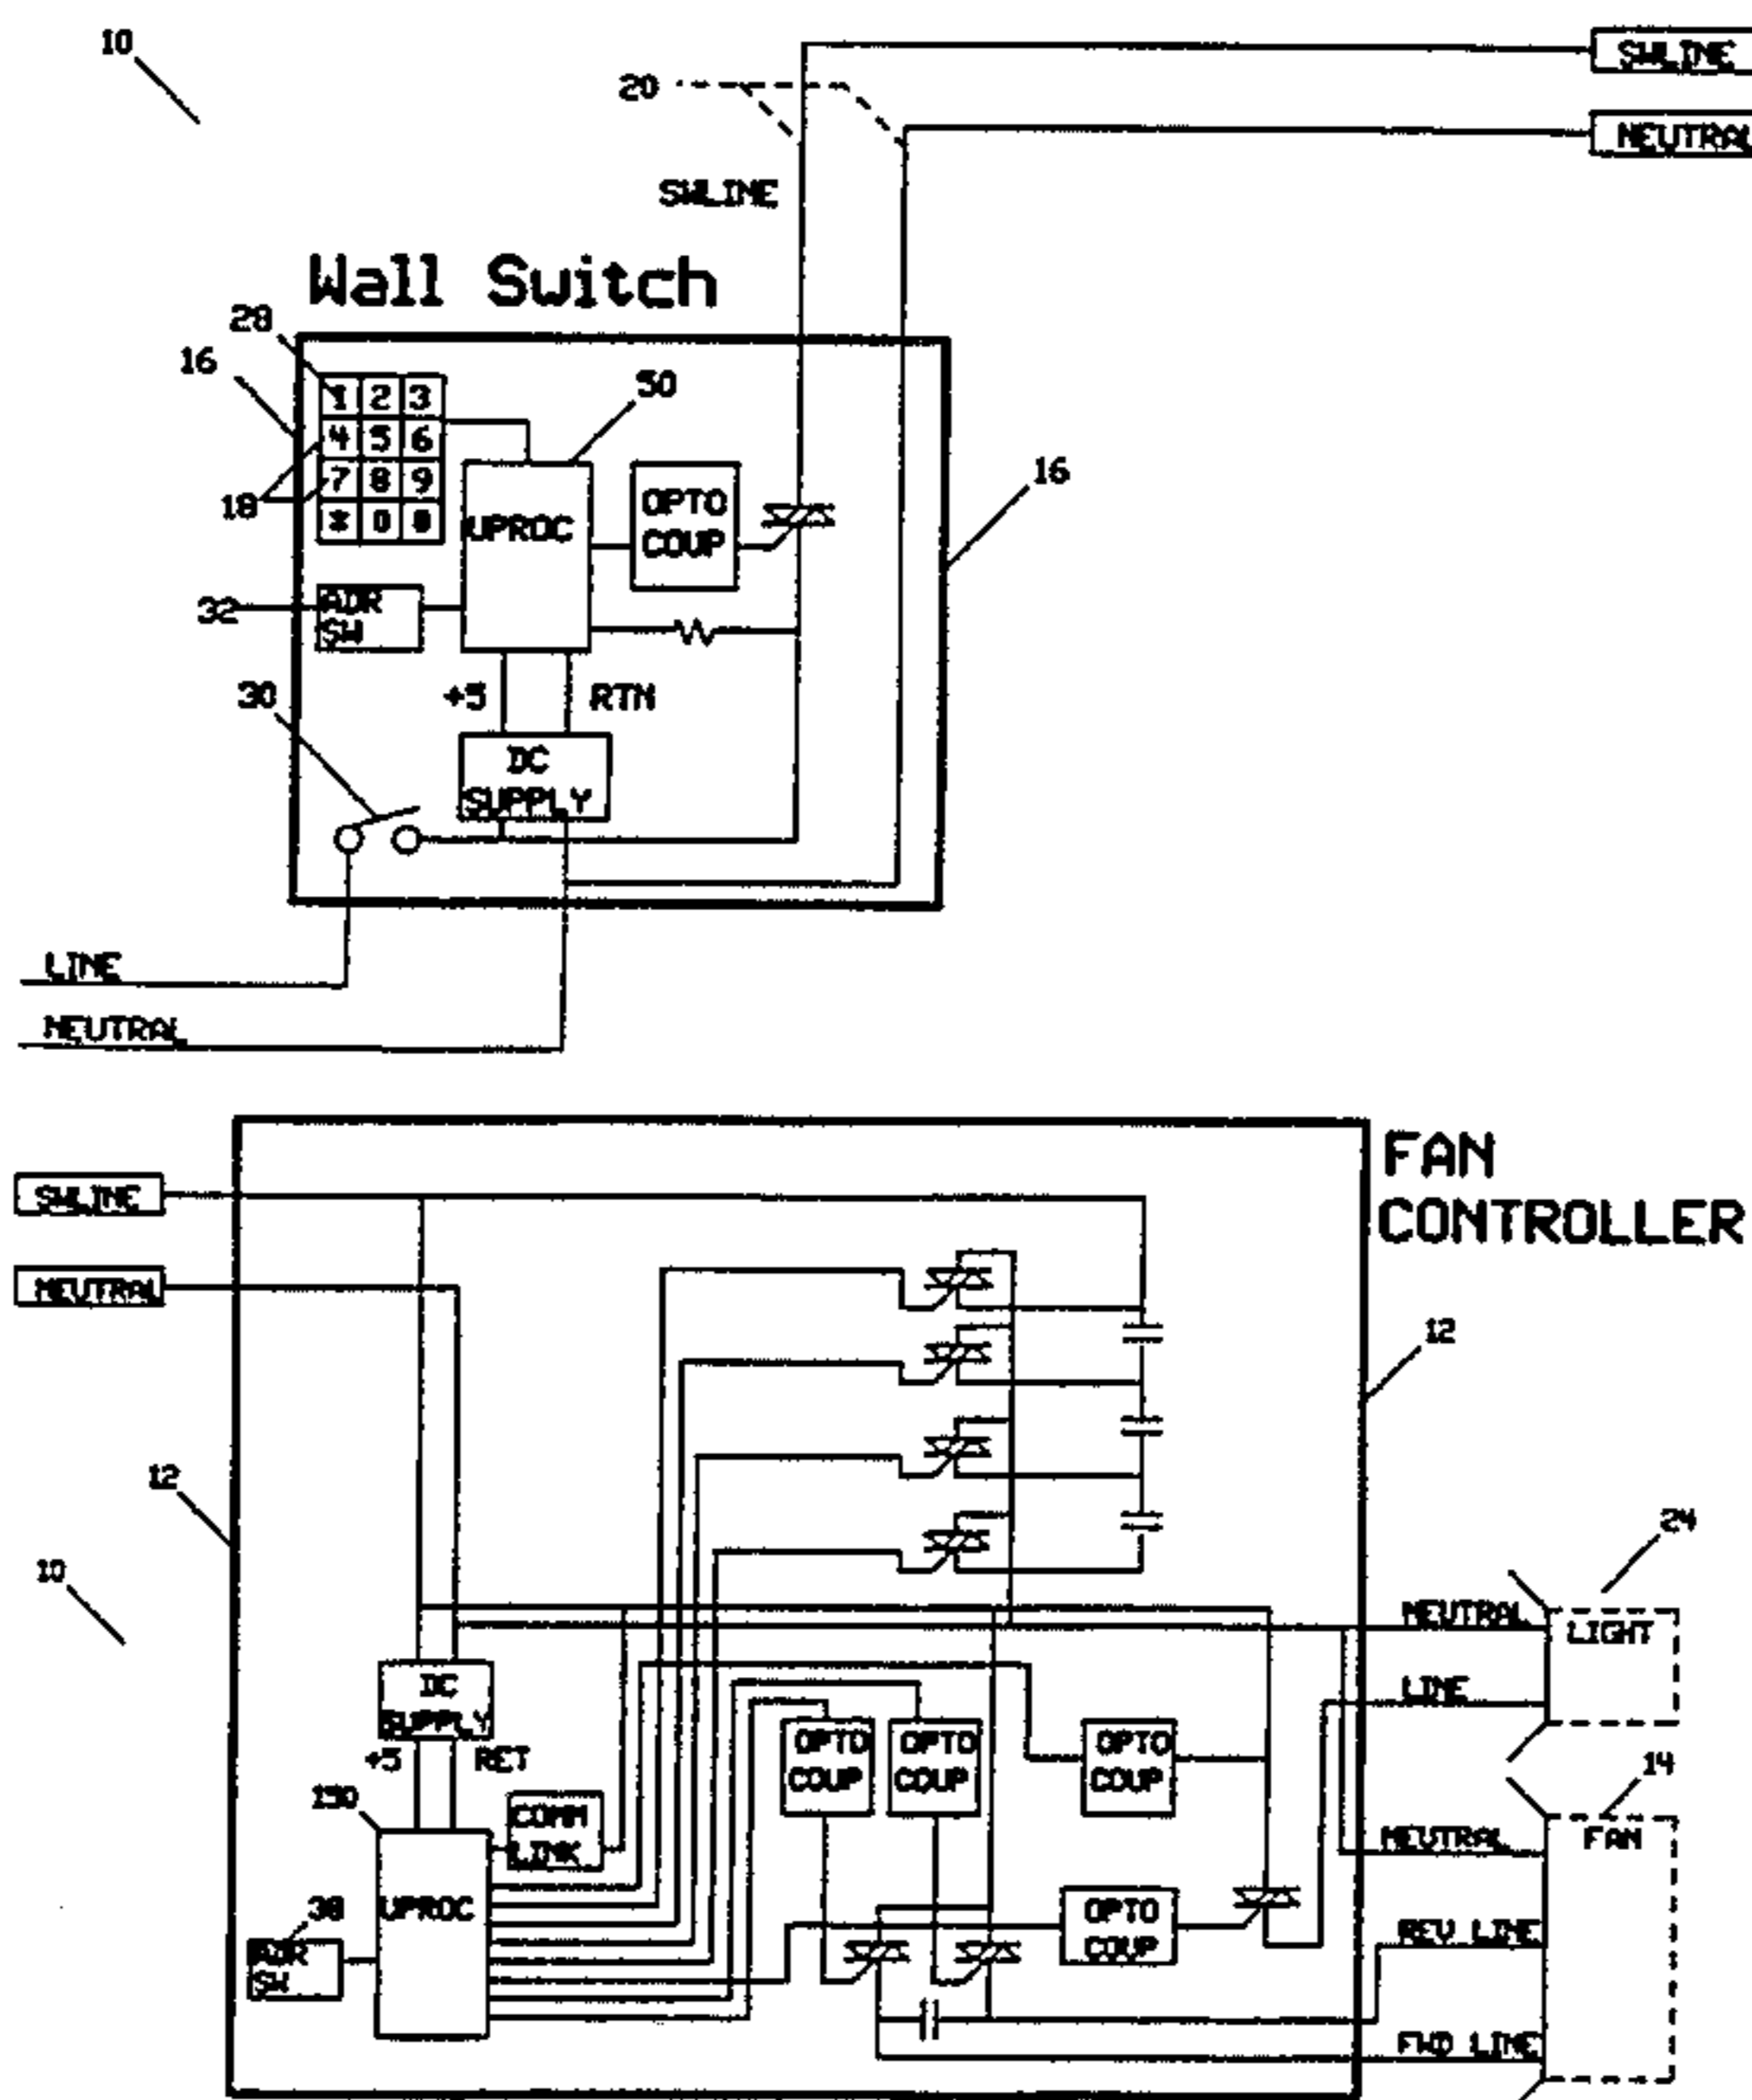 10
SWLINE
20
NEUTRAL
SWLINE
Wall Switch
28
16
50
1 2 3
4 5 6
7 8 9
* 0 #
18
16
OPTO
COUP
UPROC
32
ADR
SW
30
+5
RTN
DC
SUPPLY
LINE
NEUTRAL
FAN
CONTROLLER
SWLINE
NEUTRAL
12
12
24
10
NEUTRAL
LIGHT
LINE
DC
SUPPLY
+5
RET
OPTO
COUP
OPTO
COUP
OPTO
COUP
14
150
COMM
LINK
NEUTRAL
FAN
38
UPROC
OPTO
COUP
REV LINE
ADR
SW
FWD LINE